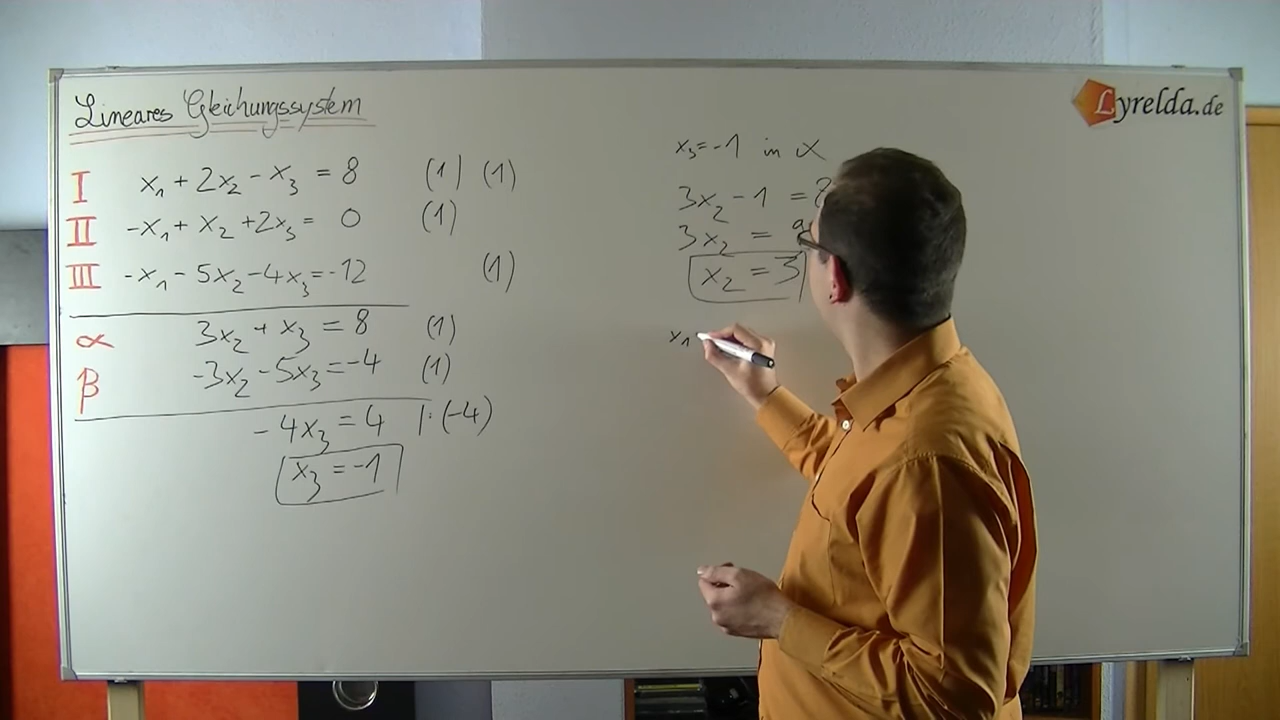 Lineares Gleichungssystem
I x₁ + 2x₂ - x₃ = 8 (1) (1)
II -x₁ + x₂ + 2x₃ = 0 (1)
III -x₁ - 5x₂ - 4x₃ = -12 (1)
α 3x₂ + x₃ = 8 (1)
β -3x₂ - 5x₃ = -4 (1)
-4x₃ = 4 |: (-4)
x₃ = -1
Lyrelda.de
x₃ = -1 in α
3x₂ - 1 =
3x₂ =
x₂ = 3
x₁